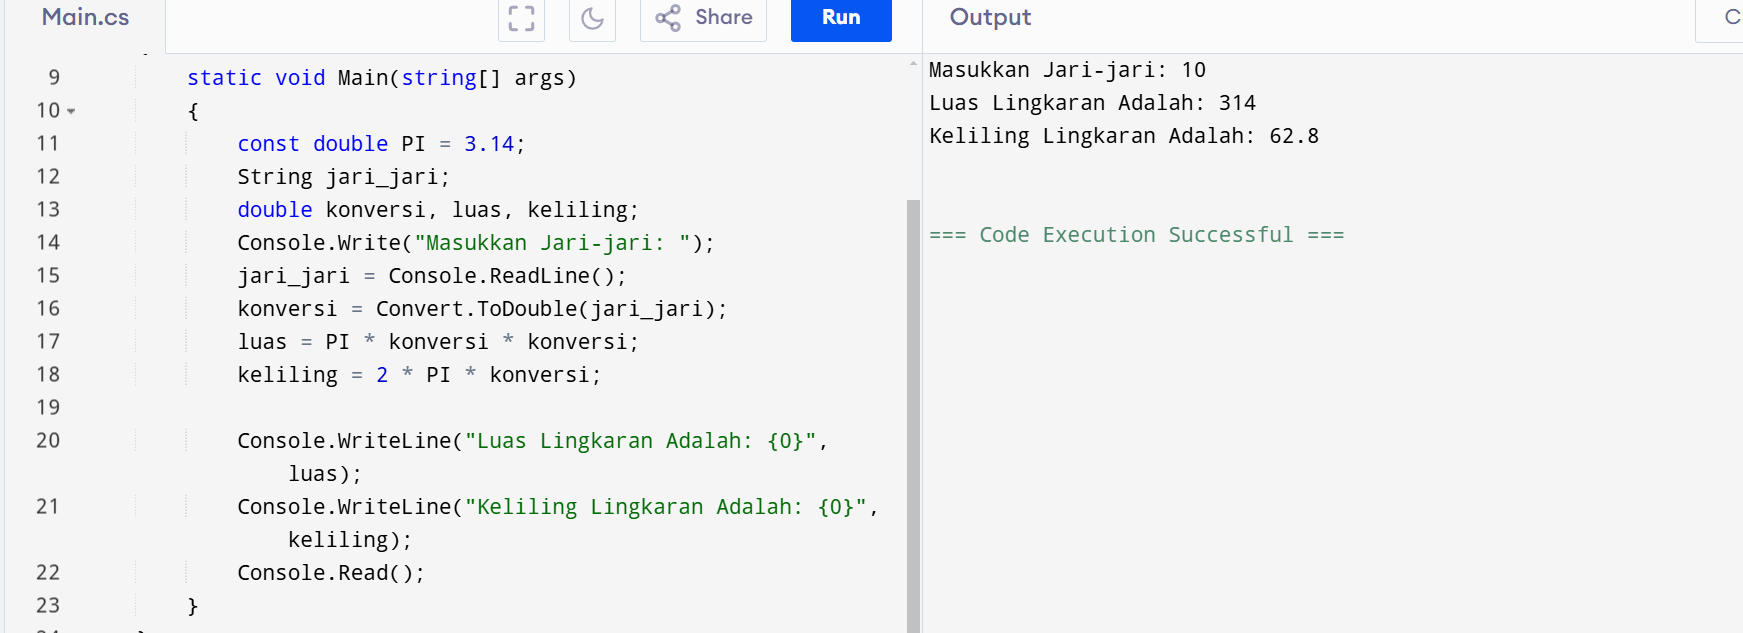 Main.cs
Share
Run
Output
C
9 static void Main(string[] args)
10 {
11 const double PI = 3.14;
12 String jari_jari;
13 double konversi, luas, keliling;
14 Console.Write("Masukkan Jari-jari: ");
15 jari_jari = Console.ReadLine();
16 konversi = Convert.ToDouble(jari_jari);
17 luas = PI * konversi * konversi;
18 keliling = 2 * PI * konversi;
19
20 Console.WriteLine("Luas Lingkaran Adalah: {0}",
luas);
21 Console.WriteLine("Keliling Lingkaran Adalah: {0}",
keliling);
22 Console.Read();
23 }
Masukkan Jari-jari: 10
Luas Lingkaran Adalah: 314
Keliling Lingkaran Adalah: 62.8
=== Code Execution Successful ===